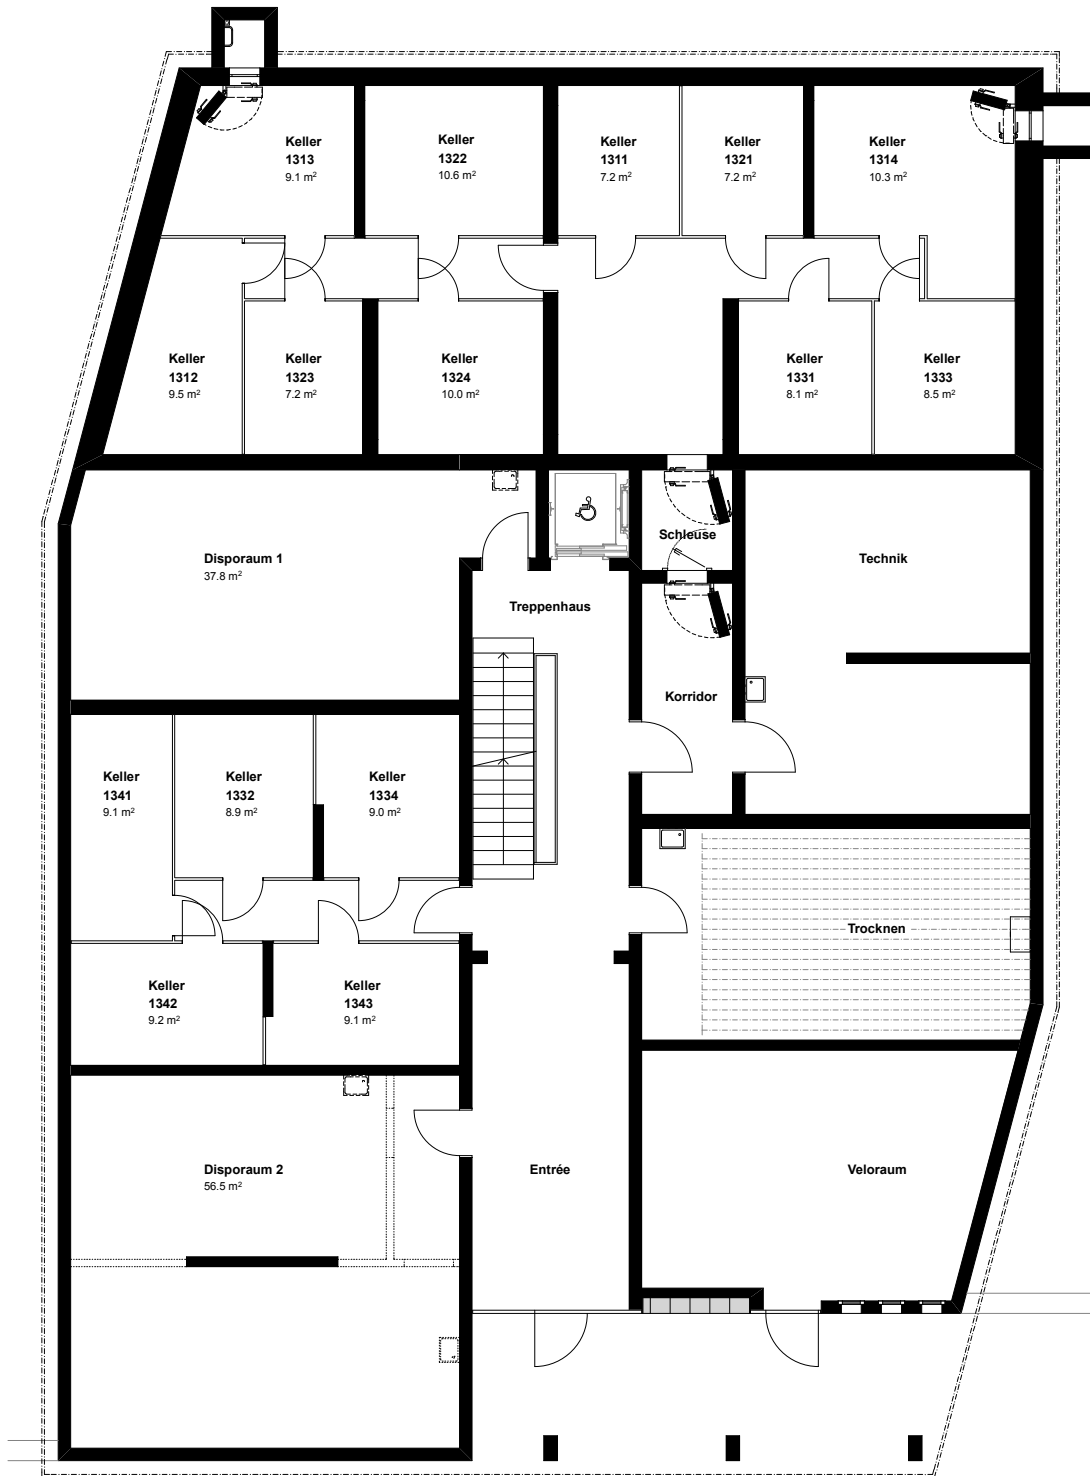 Keller
1313
9.1 m²
Keller
1322
10.6 m²
Keller
1311
7.2 m²
Keller
1321
7.2 m²
Keller
1314
10.3 m²
Keller
1312
9.5 m²
Keller
1323
7.2 m²
Keller
1324
10.0 m²
Keller
1331
8.1 m²
Keller
1333
8.5 m²
Disporaum 1
37.8 m²
Treppenhaus
Schleuse
Technik
Korridor
Keller
1341
9.1 m²
Keller
1332
8.9 m²
Keller
1334
9.0 m²
Trocknen
Keller
1342
9.2 m²
Keller
1343
9.1 m²
Disporaum 2
56.5 m²
Entrée
Veloraum